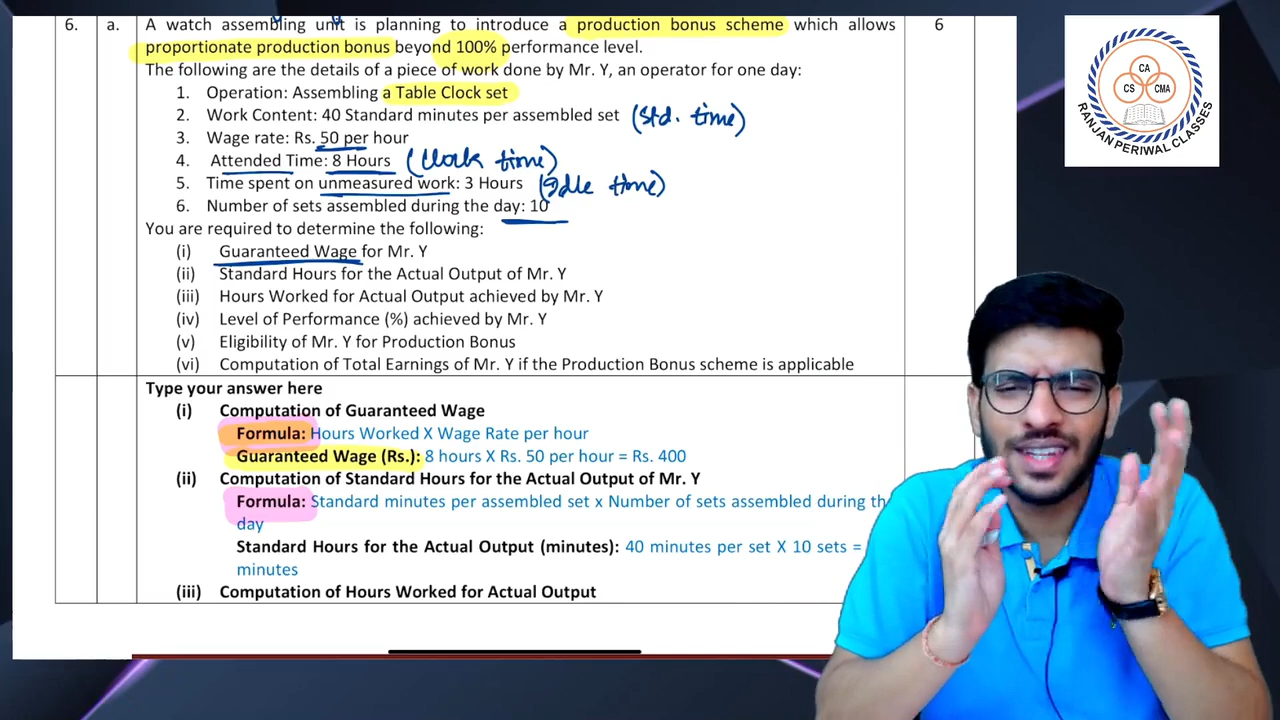 6. a. A watch assembling unit is planning to introduce a production bonus scheme which allows 6
proportionate production bonus beyond 100% performance level.
The following are the details of a piece of work done by Mr. Y, an operator for one day:
1. Operation: Assembling a Table Clock set
2. Work Content: 40 Standard minutes per assembled set (Std. time)
3. Wage rate: Rs. 50 per hour
4. Attended Time: 8 Hours (Clock time)
5. Time spent on unmeasured work: 3 Hours (Idle time)
6. Number of sets assembled during the day: 10
You are required to determine the following:
(i) Guaranteed Wage for Mr. Y
(ii) Standard Hours for the Actual Output of Mr. Y
(iii) Hours Worked for Actual Output achieved by Mr. Y
(iv) Level of Performance (%) achieved by Mr. Y
(v) Eligibility of Mr. Y for Production Bonus
(vi) Computation of Total Earnings of Mr. Y if the Production Bonus scheme is applicable
Type your answer here
(i) Computation of Guaranteed Wage
Formula: Hours Worked X Wage Rate per hour
Guaranteed Wage (Rs.): 8 hours X Rs. 50 per hour = Rs. 400
(ii) Computation of Standard Hours for the Actual Output of Mr. Y
Formula: Standard minutes per assembled set x Number of sets assembled during th
day
Standard Hours for the Actual Output (minutes): 40 minutes per set X 10 sets =
minutes
(iii) Computation of Hours Worked for Actual Output
CA
CS
CMA
RANJAN PERIWAL CLASSES